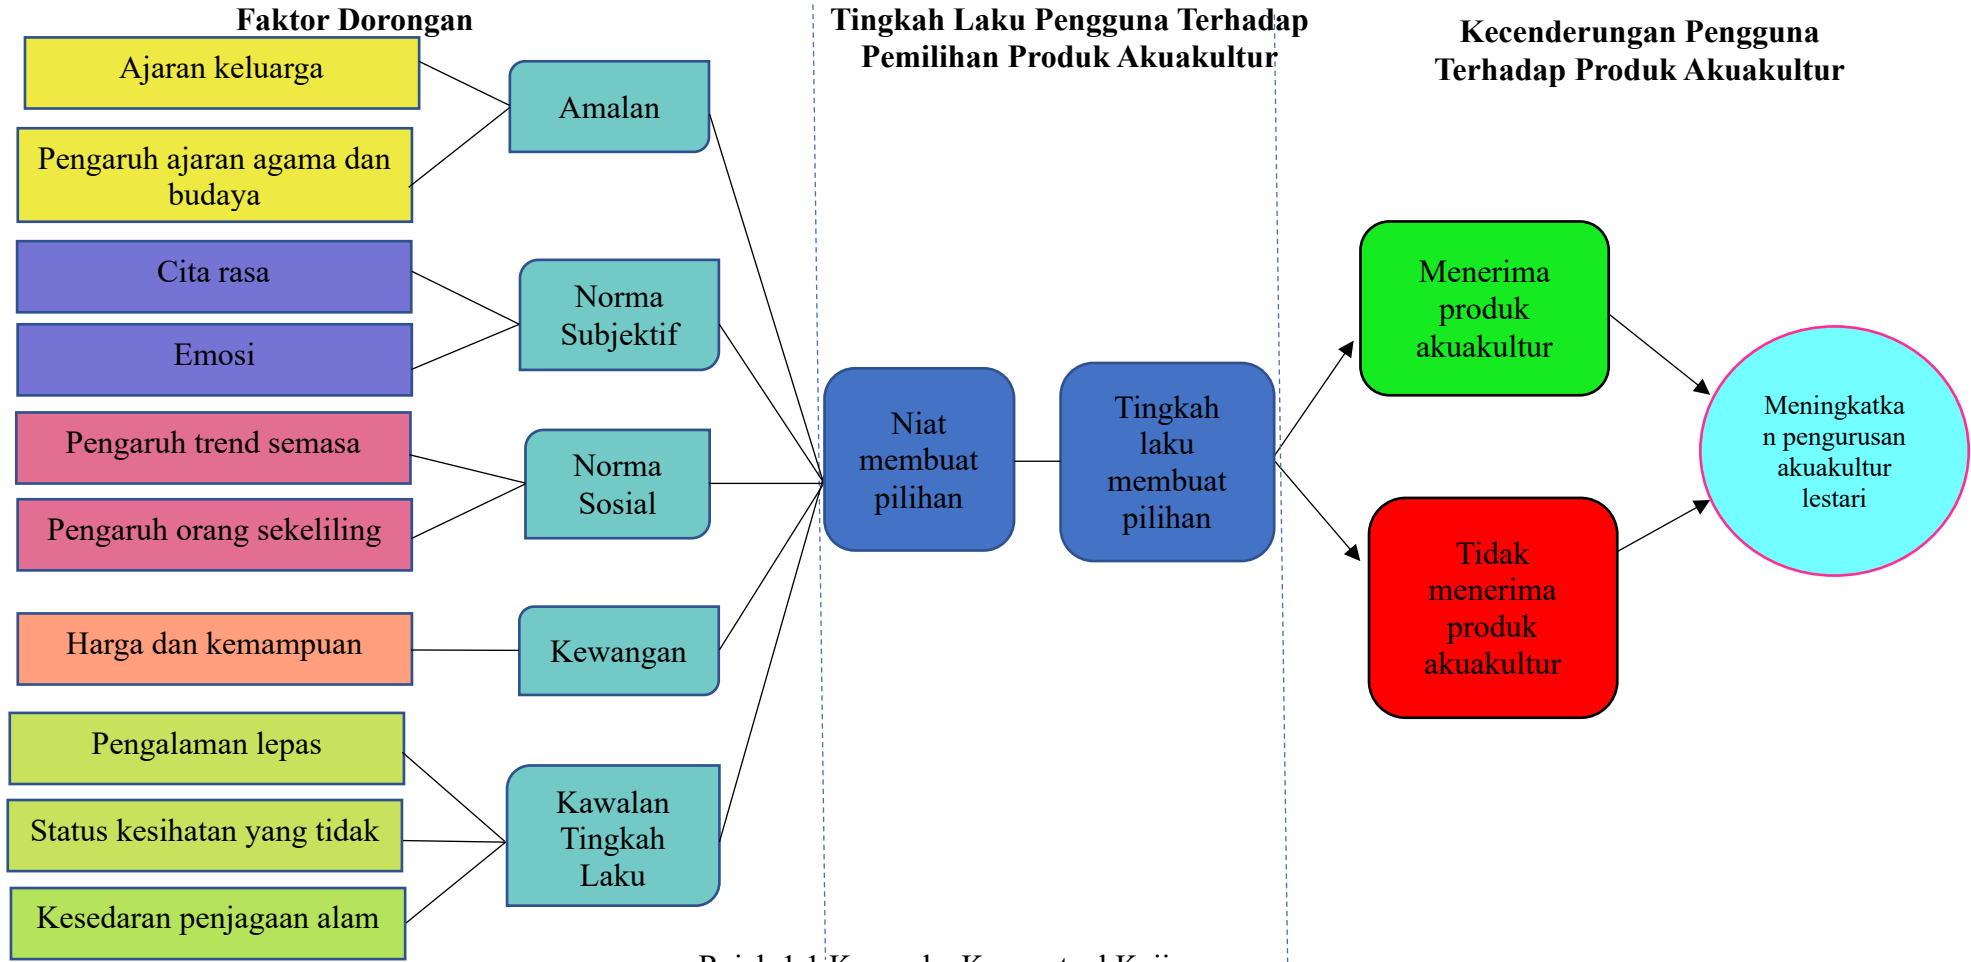 Faktor Dorongan
Ajaran keluarga
Pengaruh ajaran agama dan
budaya
Cita rasa
Emosi
Pengaruh trend semasa
Pengaruh orang sekeliling
Harga dan kemampuan
Pengalaman lepas
Status kesihatan yang tidak
Kesedaran penjagaan alam
Amalan
Norma
Subjektif
Norma
Sosial
Kewangan
Kawalan
Tingkah
Laku
Tingkah Laku Pengguna Terhadap
Pemilihan Produk Akuakultur
Niat
membuat
pilihan
Tingkah
laku
membuat
pilihan
Kecenderungan Pengguna
Terhadap Produk Akuakultur
Menerima
produk
akuakultur
Tidak
menerima
produk
akuakultur
Meningkatka
n pengurusan
akuakultur
lestari